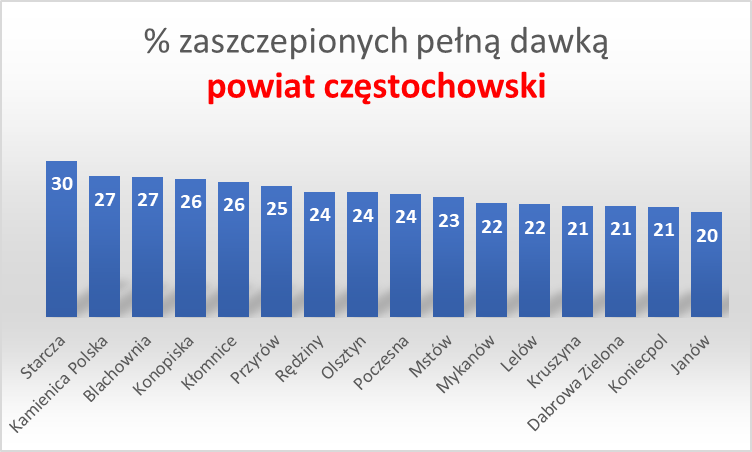 % zaszczepionych pełną dawką
powiat częstochowski
30
27
27
26
26
25
24
24
24
23
22
22
21
21
21
20
Starcza
Kamienica Polska
Blachownia
Konopiska
Kłomnice
Przyrów
Rędziny
Olsztyn
Poczesna
Mstów
Mykanów
Lelów
Kruszyna
Dabrowa Zielona
Koniecpol
Janów